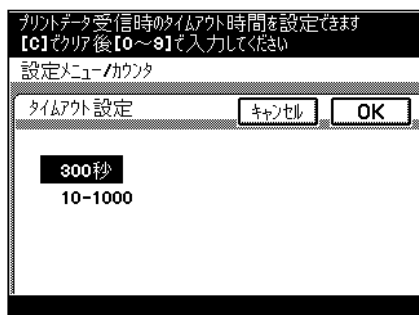 プリントデータ受信時のタイムアウト時間を設定できます
[C]でクリア後[0～9]で入力してください
設定メニュー/カウンタ
タイムアウト設定 キャンセル OK
300秒
10-1000